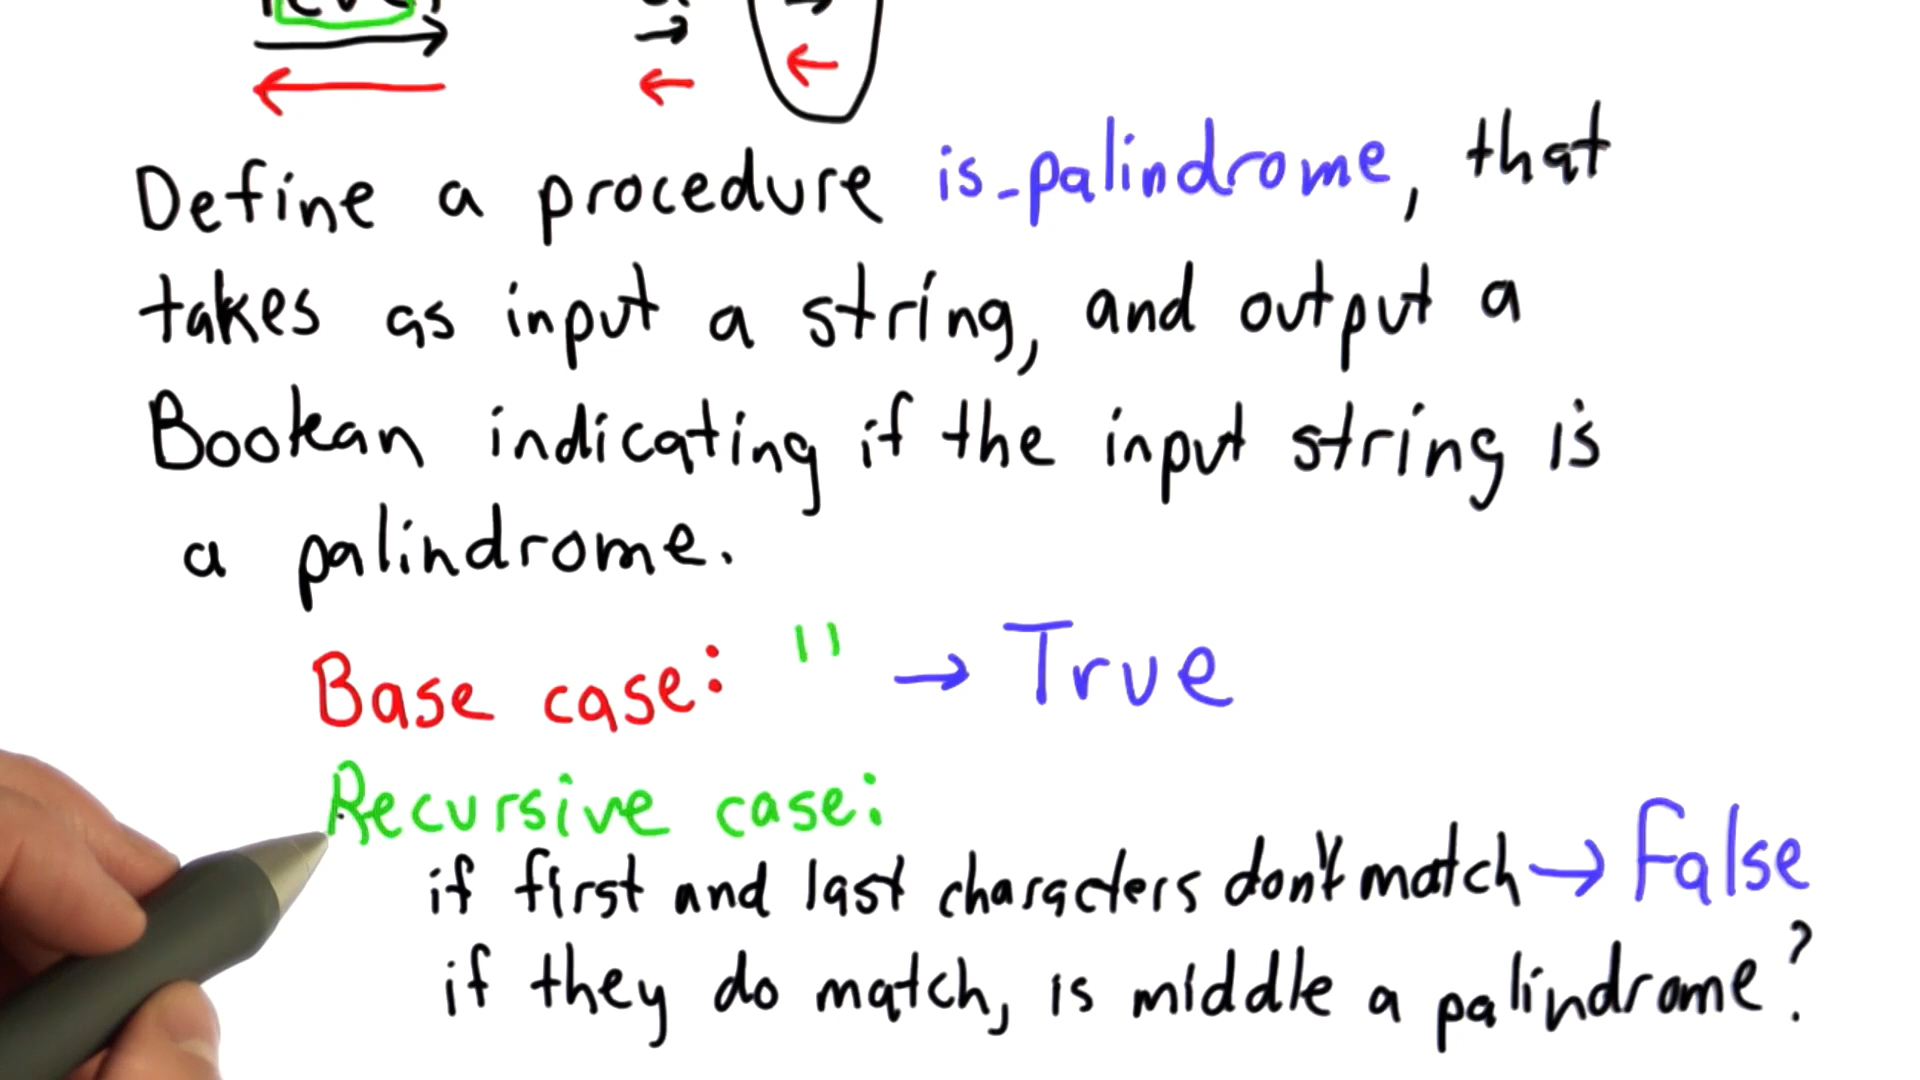 Define a procedure is_palindrome, that
takes as input a string, and output a
Boolean indicating if the input string is
a palindrome.
Base case: '' → True
Recursive case:
if first and last characters don't match → False
if they do match, is middle a palindrome?